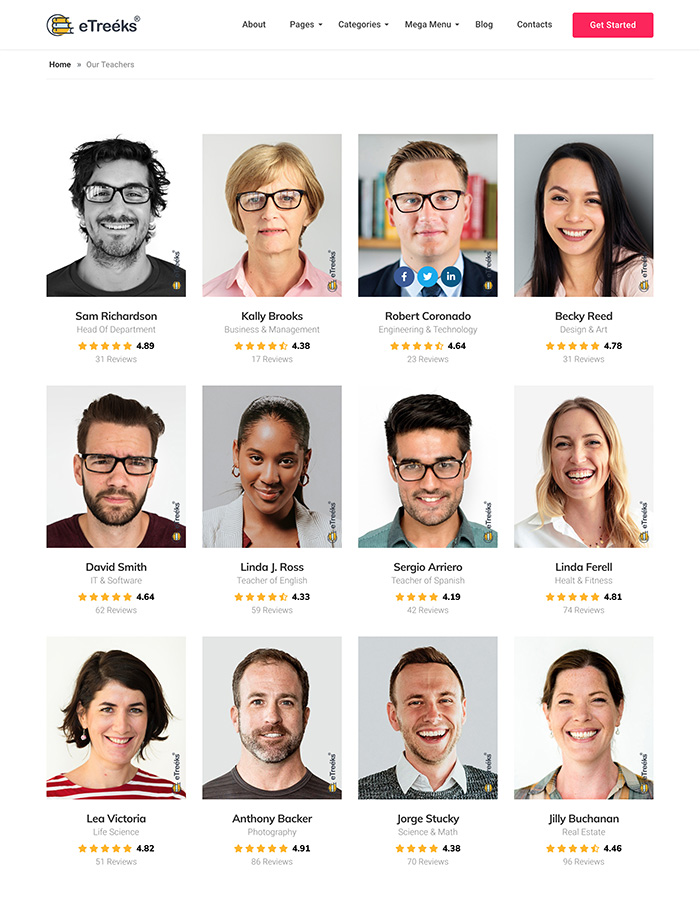 eTreéks®
About Pages Categories Mega Menu Blog Contacts Get Started
Home » Our Teachers
eTreéks®
eTreéks®
eTreéks®
eTreéks®
Sam Richardson Kally Brooks Robert Coronado Becky Reed
Head Of Department Business & Management Engineering & Technology Design & Art
4.89 4.38 4.64 4.78
31 Reviews 17 Reviews 23 Reviews 31 Reviews
eTreéks®
eTreéks®
eTreéks®
eTreéks®
David Smith Linda J. Ross Sergio Arriero Linda Ferell
IT & Software Teacher of English Teacher of Spanish Healt & Fitness
4.64 4.33 4.19 4.81
62 Reviews 59 Reviews 42 Reviews 74 Reviews
eTreéks®
eTreéks®
eTreéks®
eTreéks®
Lea Victoria Anthony Backer Jorge Stucky Jilly Buchanan
Life Science Photography Science & Math Real Estate
4.82 4.91 4.38 4.46
51 Reviews 86 Reviews 70 Reviews 96 Reviews